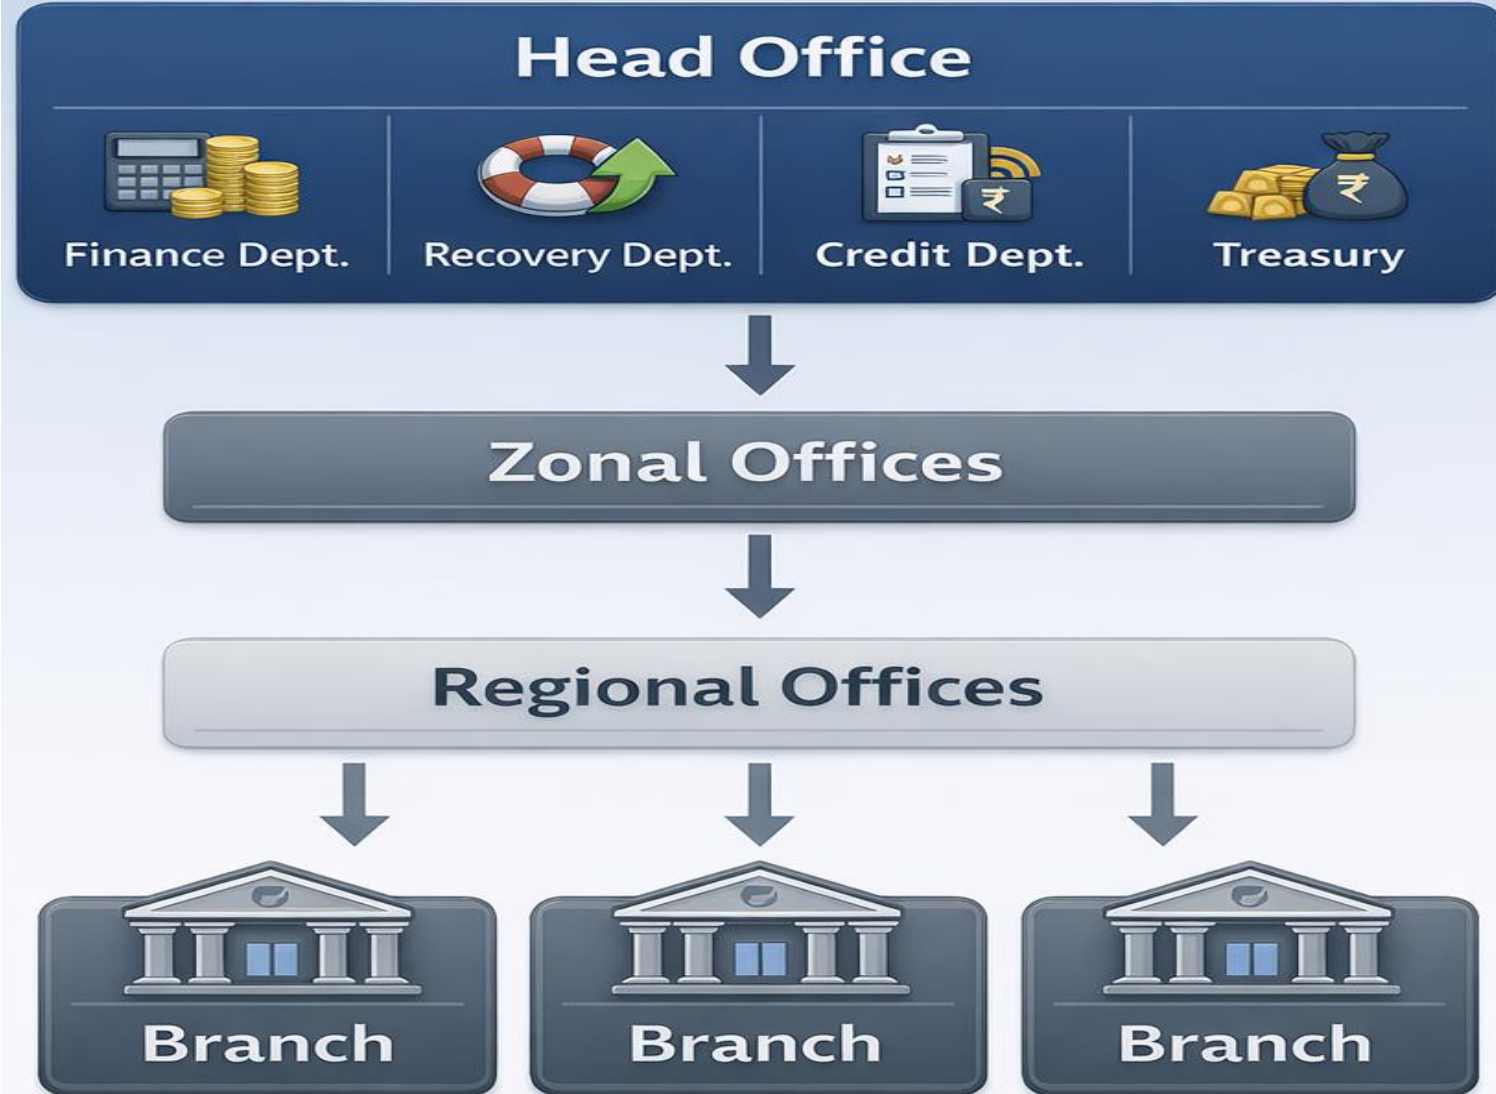 Head Office
Finance Dept.
Recovery Dept.
Credit Dept.
₹
Treasury
₹
Zonal Offices
Regional Offices
Branch
Branch
Branch